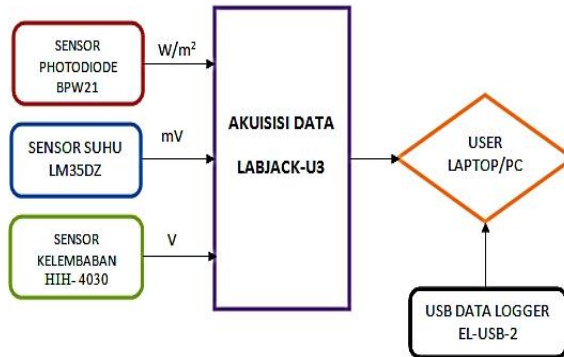 SENSOR
PHOTODIODE
BPW21
W/m²
SENSOR SUHU
LM35DZ
mV
SENSOR
KELEMBABAN
HIH- 4030
V
AKUISISI DATA
LABJACK-U3
USER
LAPTOP/PC
USB DATA LOGGER
EL-USB-2